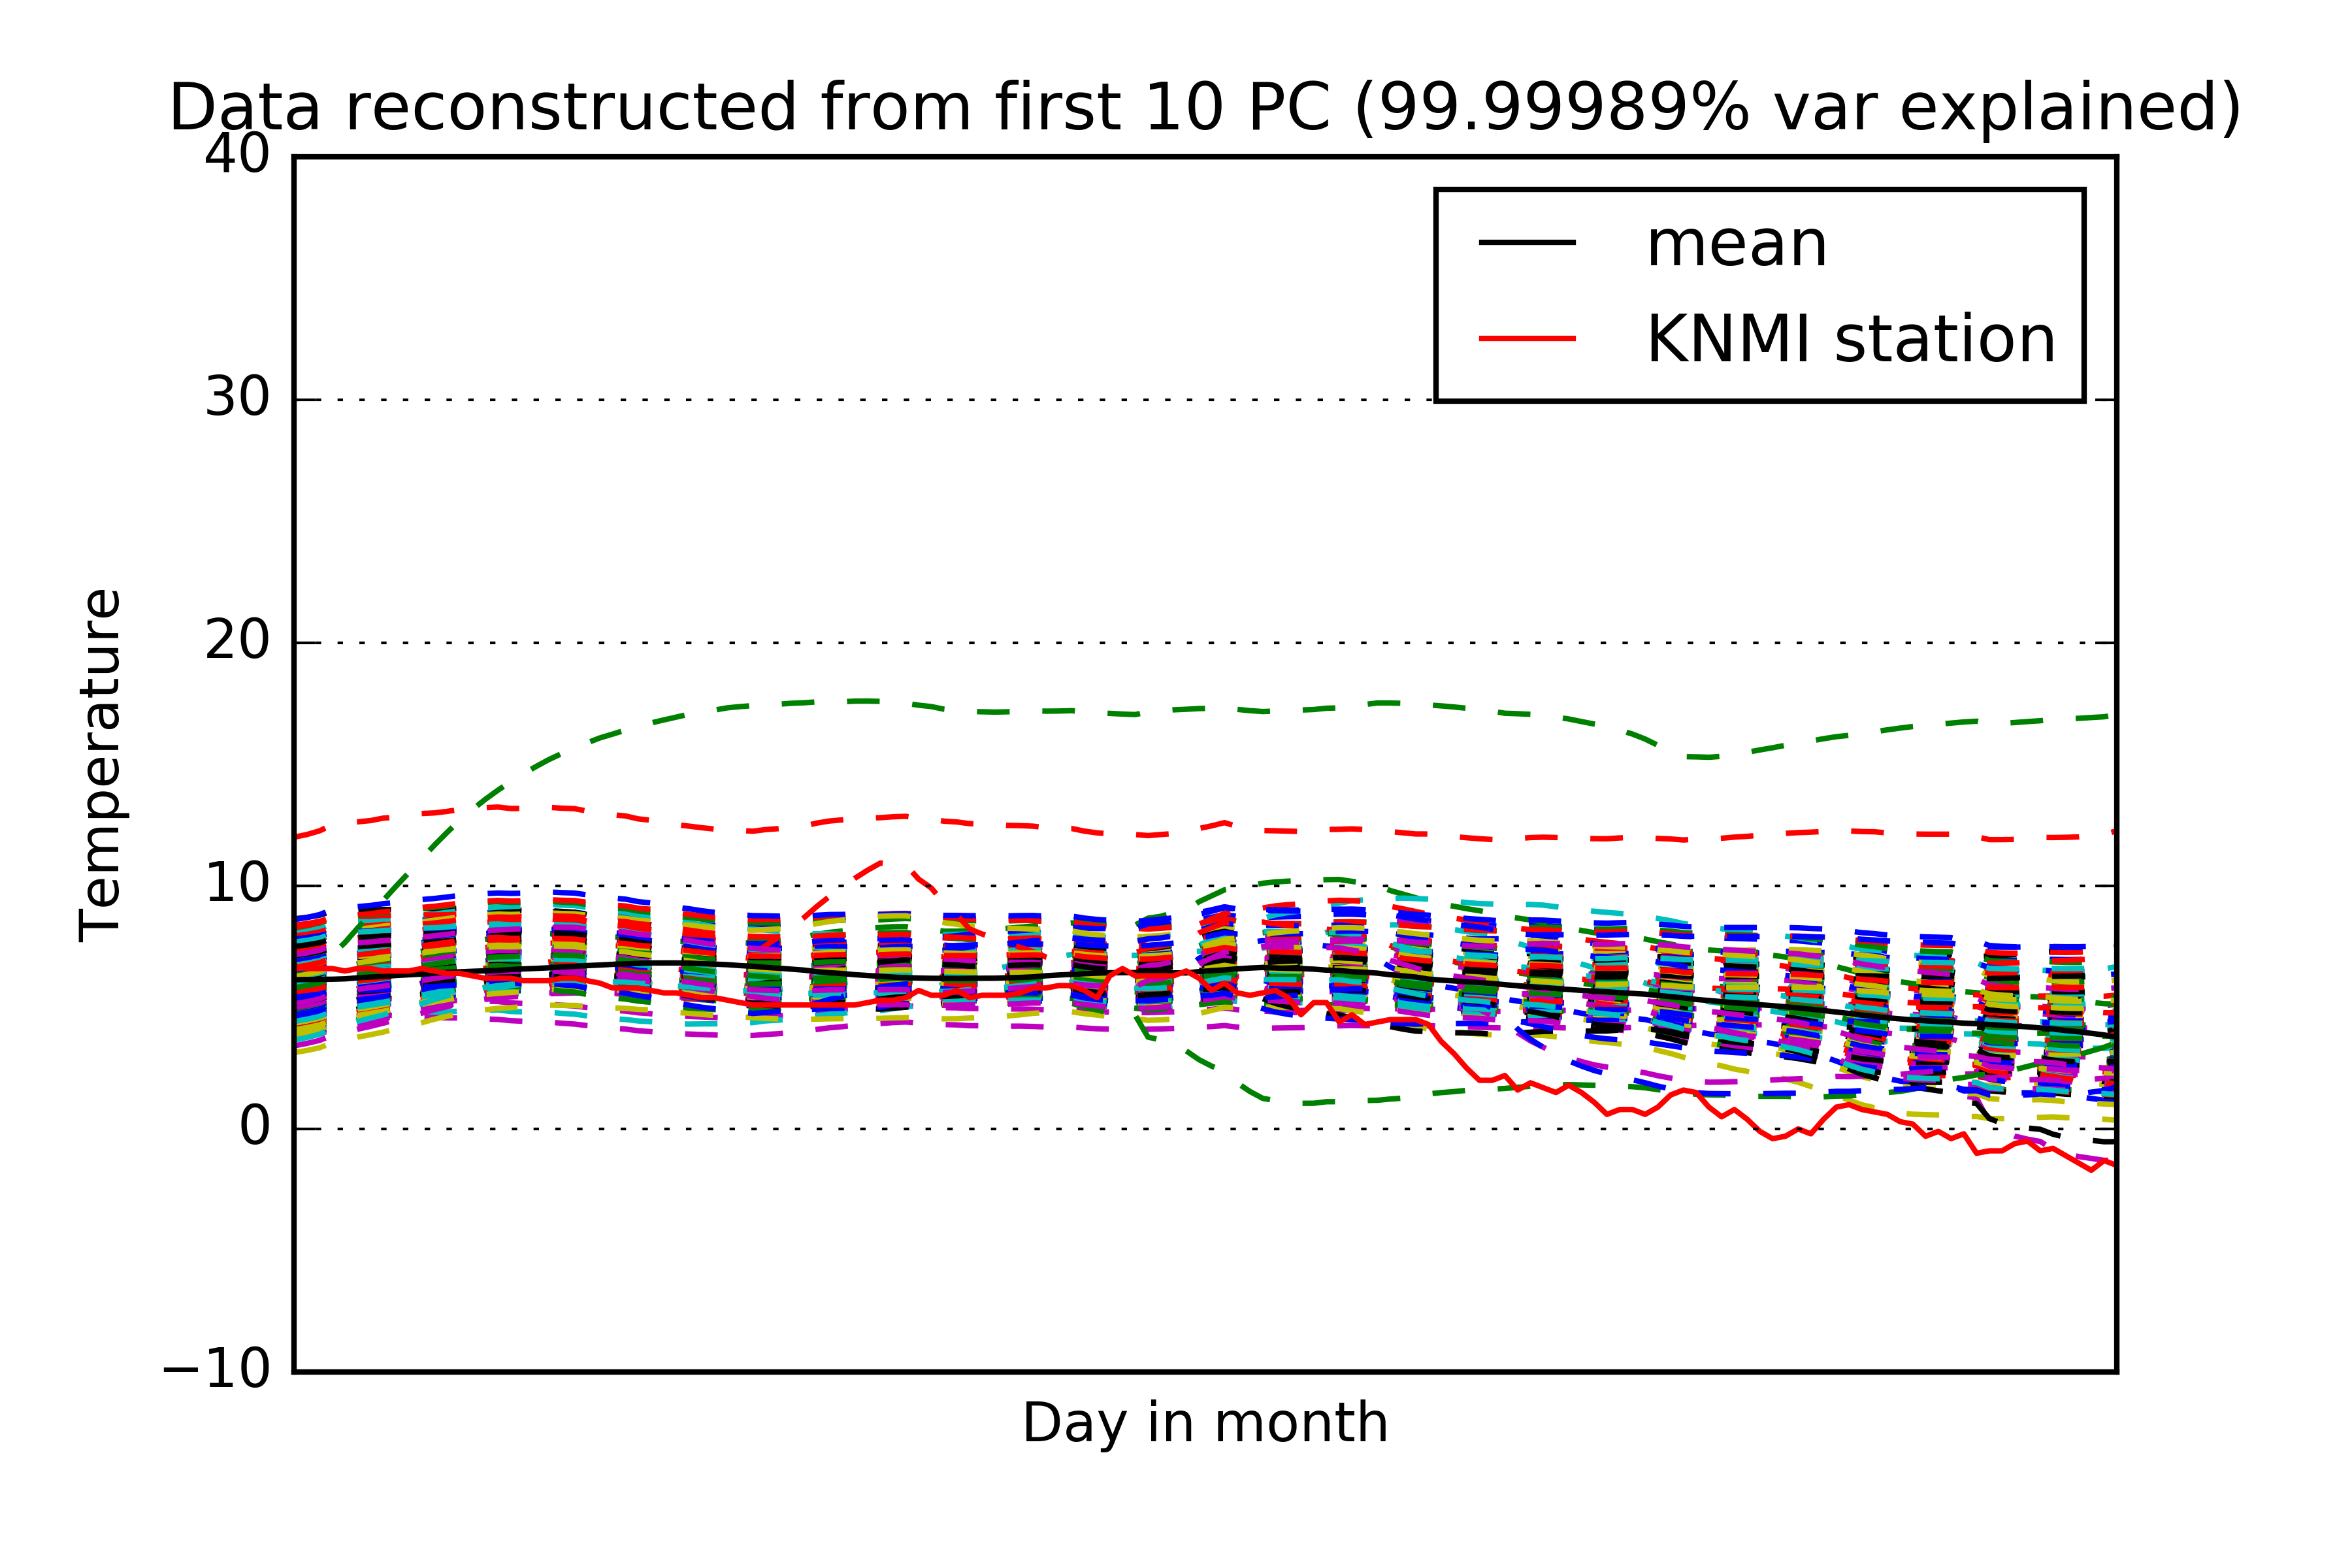 Data reconstructed from first 10 PC (99.99989% var explained)
40
30
20
10
0
−10
Temperature
mean
KNMI station
Day in month